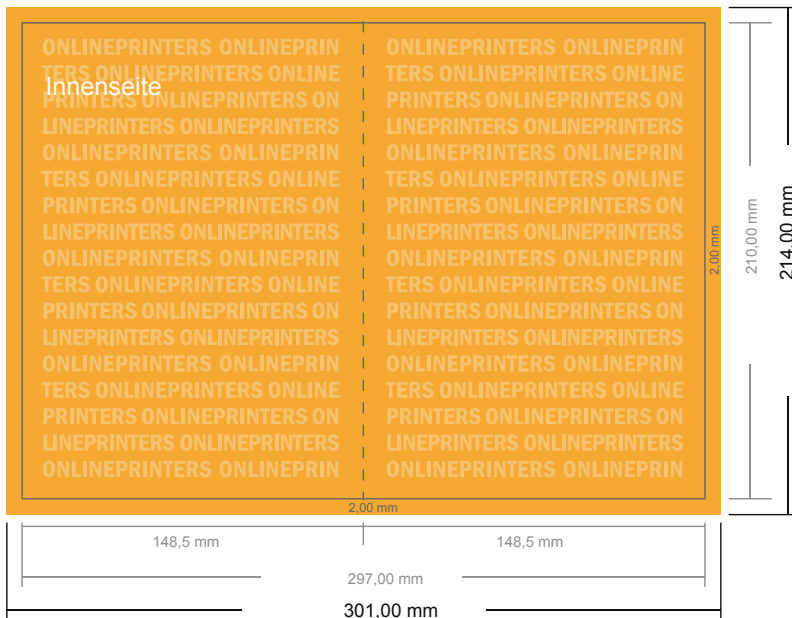 ONLINEPRINTERS ONLINEPRIN ONLINEPRINTERS ONLINEPRIN
TERS ONLINEPRINTERS ONLINE TERS ONLINEPRINTERS ONLINE
Innenseite
PRINTERS ONLINEPRINTERS ON PRINTERS ONLINEPRINTERS ON
LINEPRINTERS ONLINEPRINTERS LINEPRINTERS ONLINEPRINTERS
ONLINEPRINTERS ONLINEPRIN ONLINEPRINTERS ONLINEPRIN
TERS ONLINEPRINTERS ONLINE TERS ONLINEPRINTERS ONLINE
PRINTERS ONLINEPRINTERS ON PRINTERS ONLINEPRINTERS ON
LINEPRINTERS ONLINEPRINTERS LINEPRINTERS ONLINEPRINTERS
ONLINEPRINTERS ONLINEPRIN ONLINEPRINTERS ONLINEPRIN
TERS ONLINEPRINTERS ONLINE TERS ONLINEPRINTERS ONLINE
PRINTERS ONLINEPRINTERS ON PRINTERS ONLINEPRINTERS ON
LINEPRINTERS ONLINEPRINTERS LINEPRINTERS ONLINEPRINTERS
ONLINEPRINTERS ONLINEPRIN ONLINEPRINTERS ONLINEPRIN
TERS ONLINEPRINTERS ONLINE TERS ONLINEPRINTERS ONLINE
PRINTERS ONLINEPRINTERS ON PRINTERS ONLINEPRINTERS ON
LINEPRINTERS ONLINEPRINTERS LINEPRINTERS ONLINEPRINTERS
ONLINEPRINTERS ONLINEPRIN ONLINEPRINTERS ONLINEPRIN
2,00 mm
210,00 mm
214,00 mm
2,00 mm
148,5 mm 148,5 mm
297,00 mm
301,00 mm